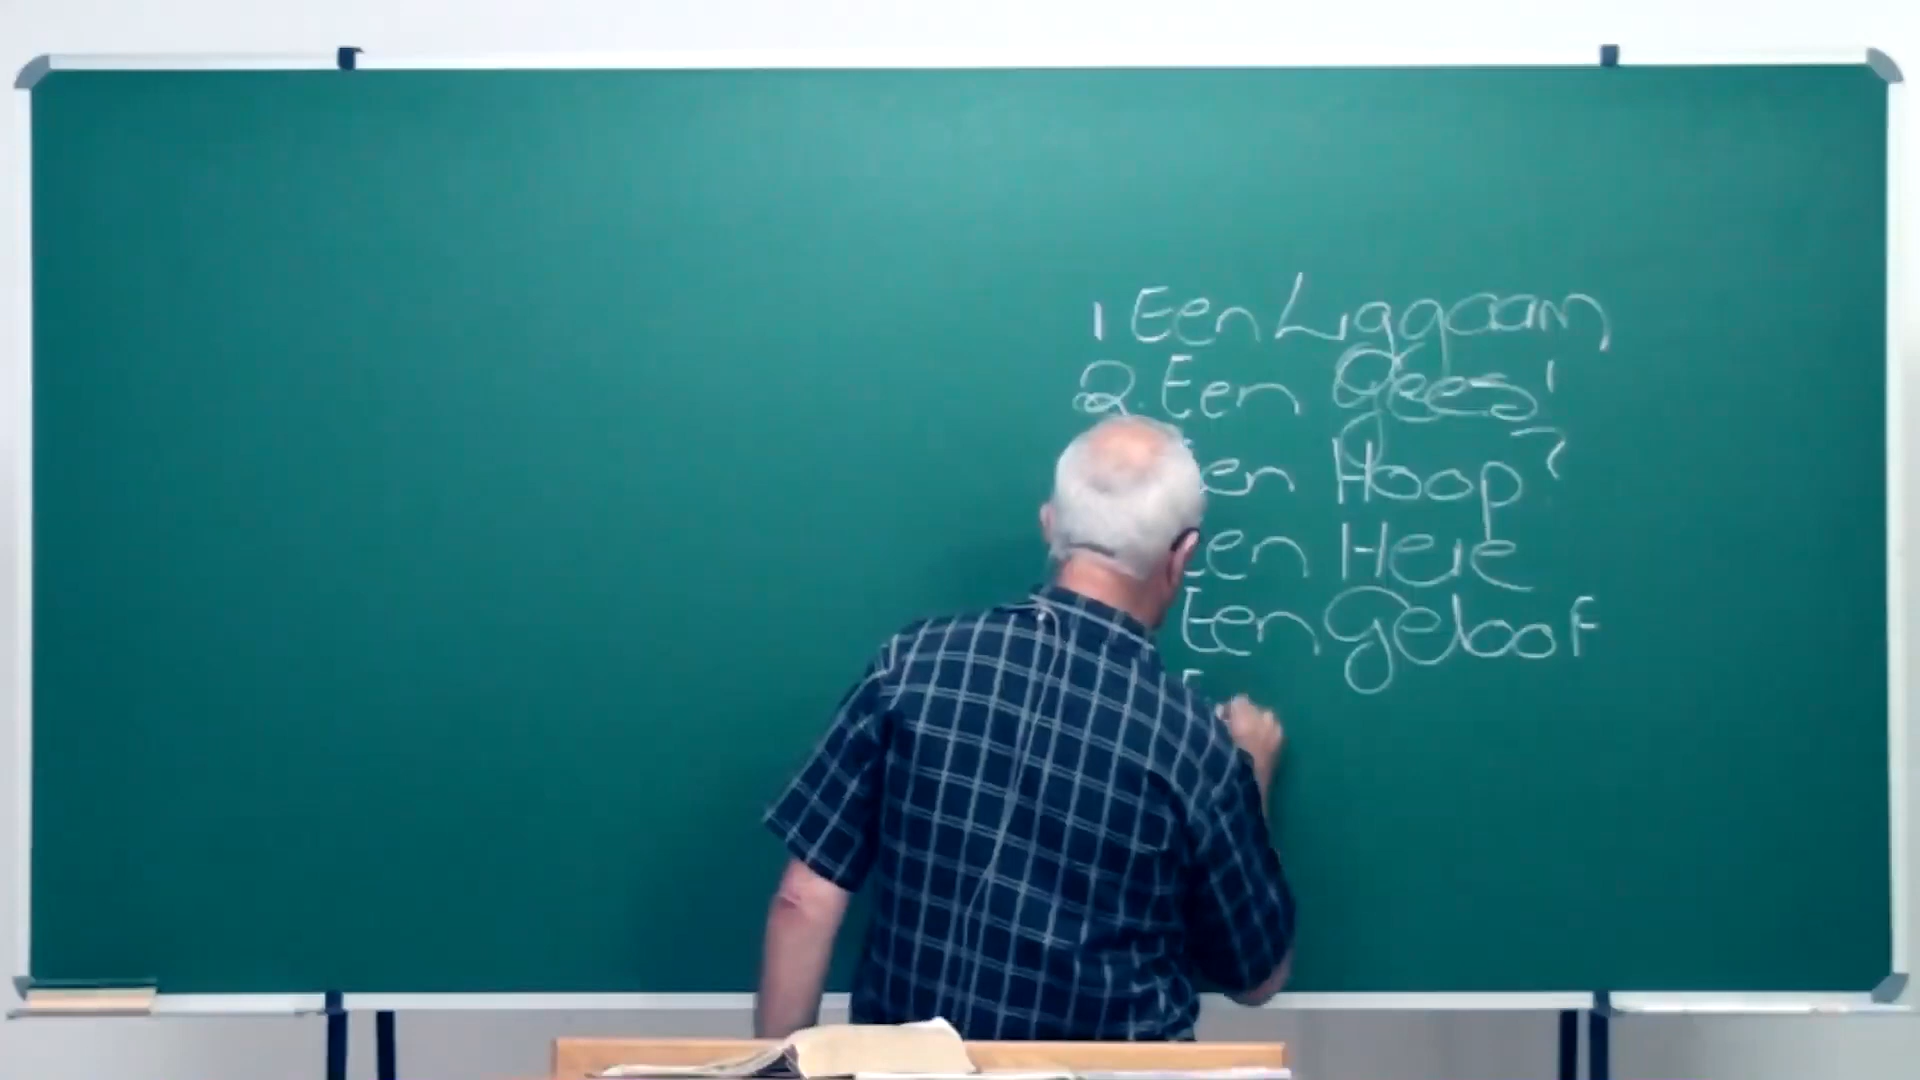 1 Een Liggaam
2. Een Gees!
Een Hoop?
Een Here
Een Geloof